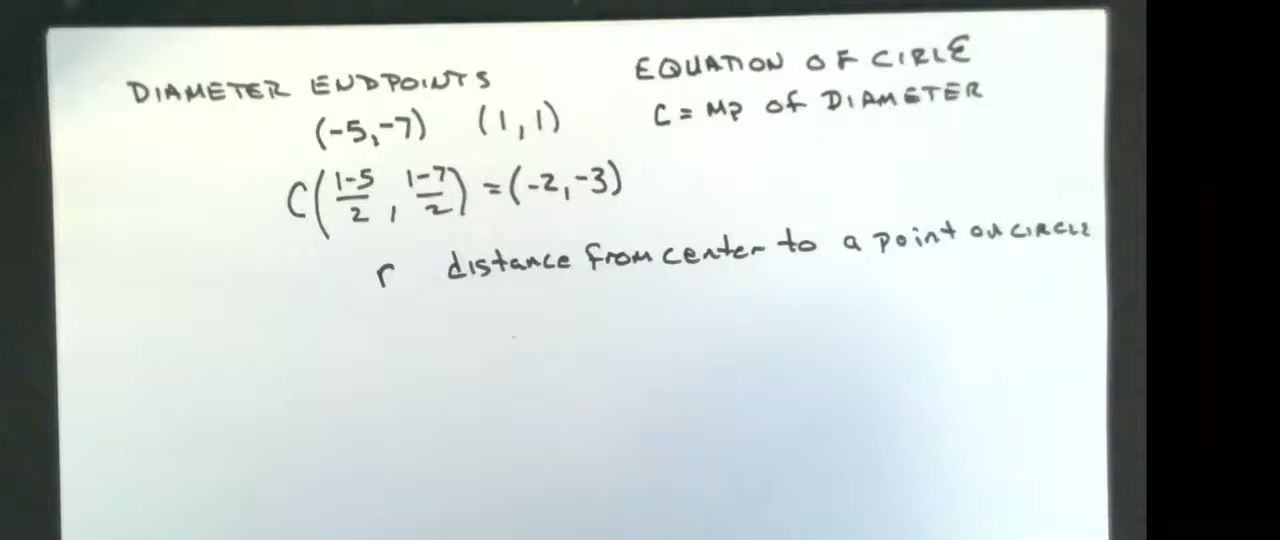 DIAMETER ENDPOINTS
(-5,-7) (1,1)
C(1-5/2, 1-7/2) = (-2,-3)
r distance from center to a point on CIRCLE
EQUATION OF CIRLE
C = MP of DIAMETER